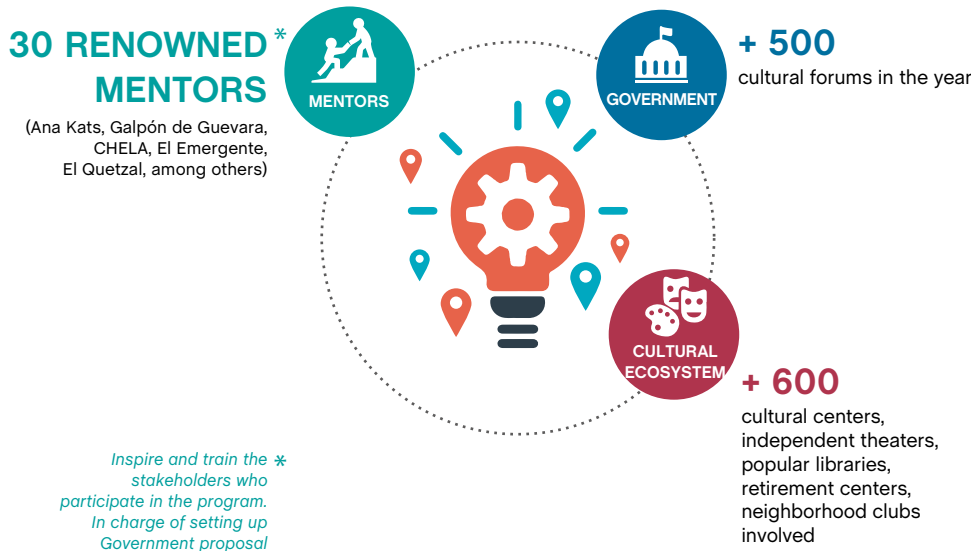 30 RENOWNED*
MENTORS
(Ana Kats, Galpón de Guevara,
CHELA, El Emergente,
El Quetzal, among others)
MENTORS
GOVERNMENT
+ 500
cultural forums in the year
CULTURAL
ECOSYSTEM
+ 600
cultural centers,
independent theaters,
popular libraries,
retirement centers,
neighborhood clubs
involved
Inspire and train the *
stakeholders who
participate in the program.
In charge of setting up
Government proposal